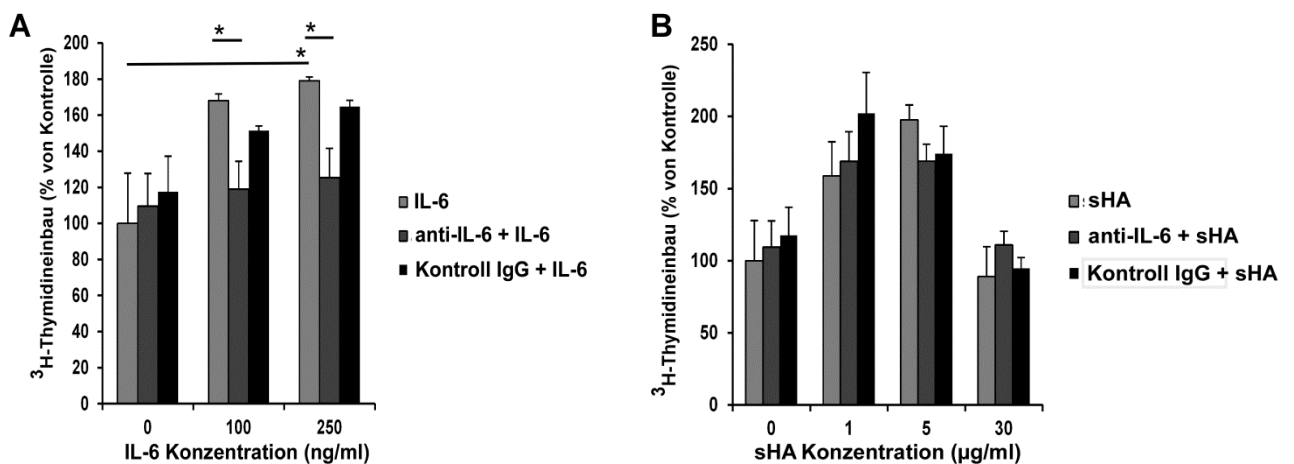 A
³H-Thymidineinbau (% von Kontrolle)
200
180
160
140
120
100
80
60
40
20
0
*
*
*
0 100 250
IL-6 Konzentration (ng/ml)
IL-6
anti-IL-6 + IL-6
Kontroll IgG + IL-6
B
³H-Thymidineinbau (% von Kontrolle)
250
200
150
100
50
0
0 1 5 30
sHA Konzentration (µg/ml)
sHA
anti-IL-6 + sHA
Kontroll IgG + sHA